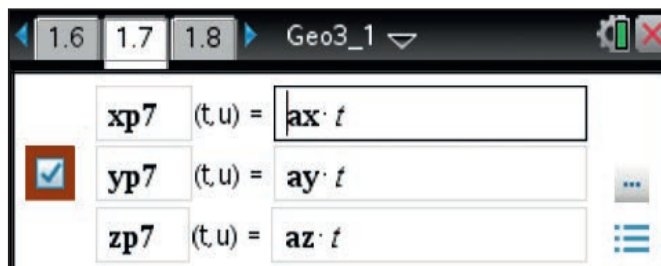 1.6 1.7 1.8 Geo3_1
xp7 (t,u) = ax· t
yp7 (t,u) = ay· t
zp7 (t,u) = az· t